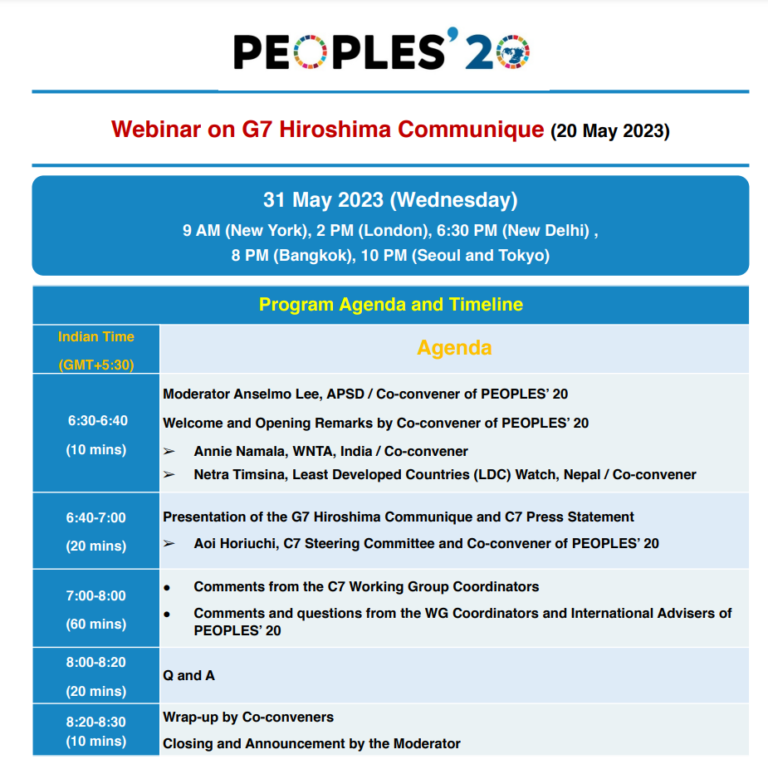 PEOPLES’20
Webinar on G7 Hiroshima Communique (20 May 2023)
31 May 2023 (Wednesday)
9 AM (New York), 2 PM (London), 6:30 PM (New Delhi) ,
8 PM (Bangkok), 10 PM (Seoul and Tokyo)
Program Agenda and Timeline
Indian Time
(GMT+5:30)
Agenda
6:30-6:40
(10 mins)
Moderator Anselmo Lee, APSD / Co-convener of PEOPLES’ 20
Welcome and Opening Remarks by Co-convener of PEOPLES’ 20
➢ Annie Namala, WNTA, India / Co-convener
➢ Netra Timsina, Least Developed Countries (LDC) Watch, Nepal / Co-convener
6:40-7:00
(20 mins)
Presentation of the G7 Hiroshima Communique and C7 Press Statement
➢ Aoi Horiuchi, C7 Steering Committee and Co-convener of PEOPLES’ 20
7:00-8:00
(60 mins)
• Comments from the C7 Working Group Coordinators
• Comments and questions from the WG Coordinators and International Advisers of
PEOPLES’ 20
8:00-8:20
(20 mins)
Q and A
8:20-8:30
(10 mins)
Wrap-up by Co-conveners
Closing and Announcement by the Moderator